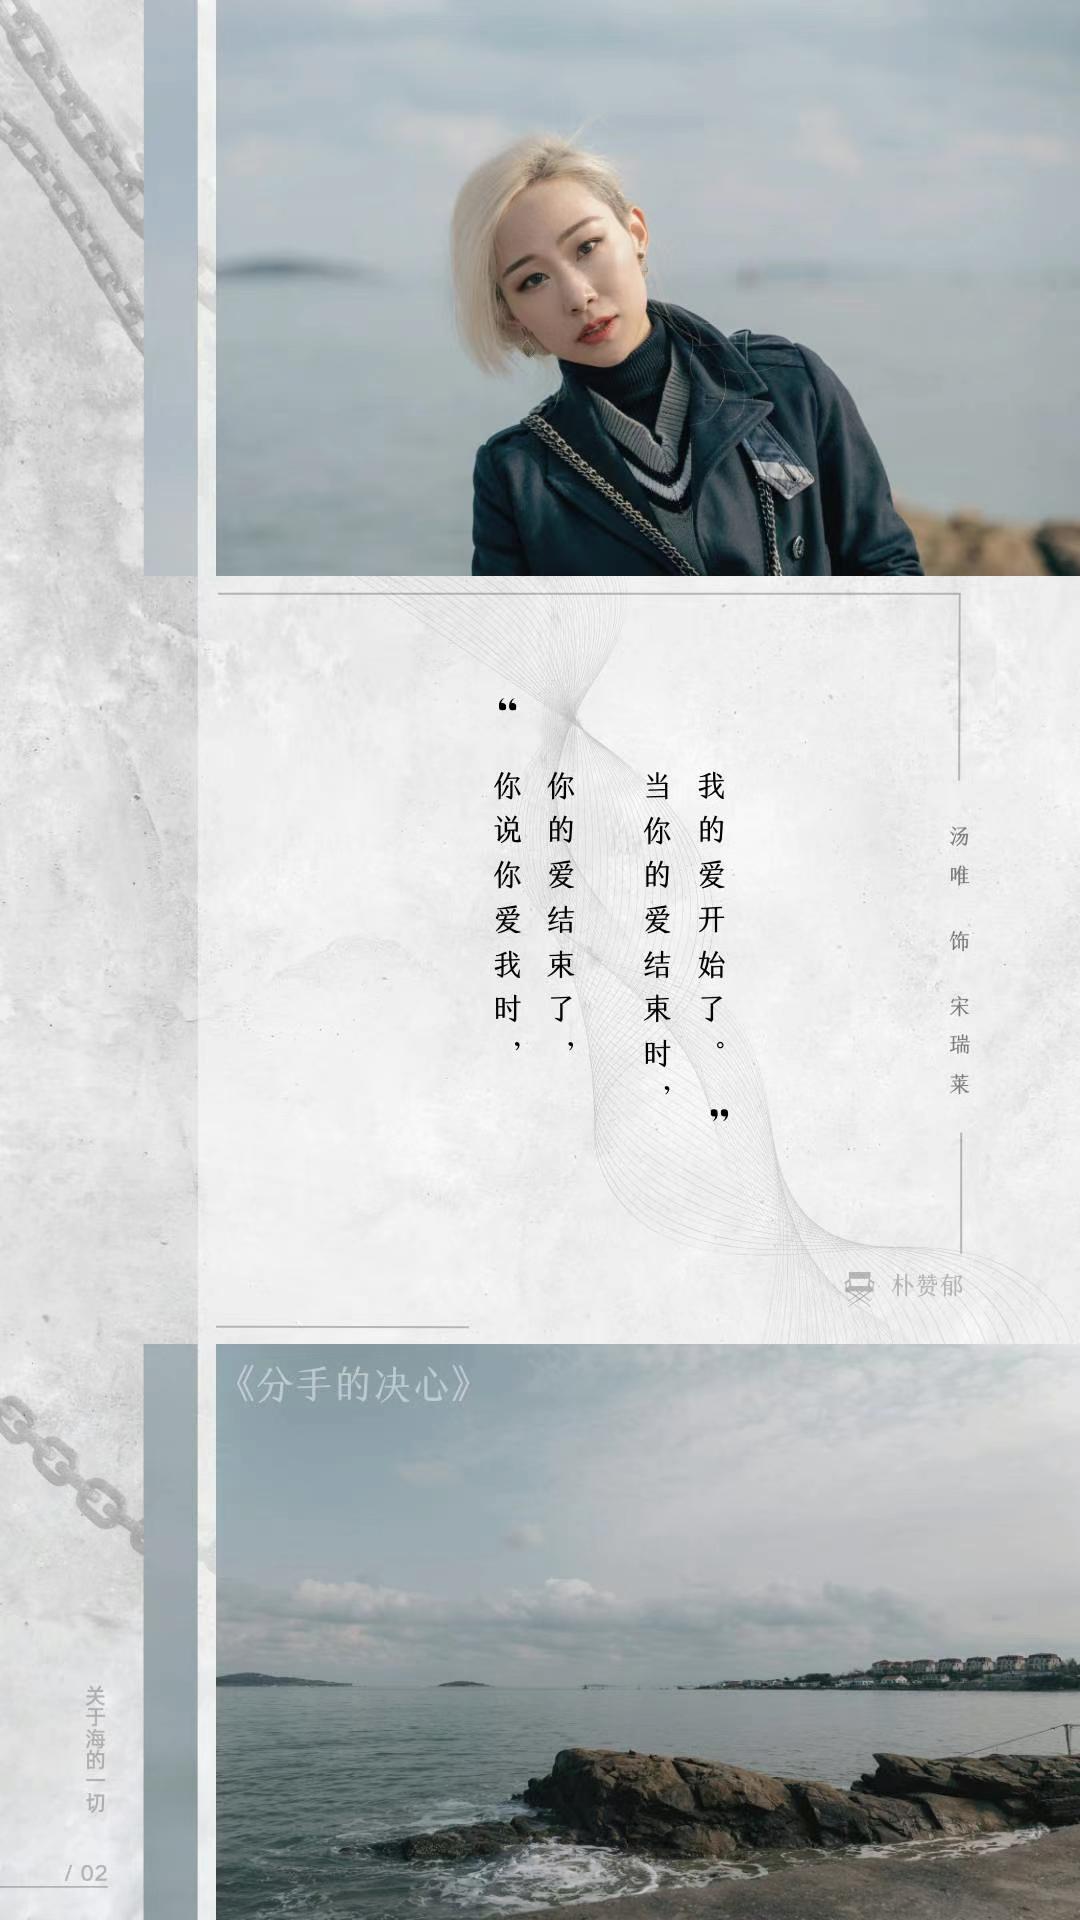 “
你说你爱我时，
你的爱结束了，
当你的爱结束时，
我的爱开始了。
”
汤唯 饰 宋瑞莱
朴赞郁
《分手的决心》
关于海的一切
/ 02